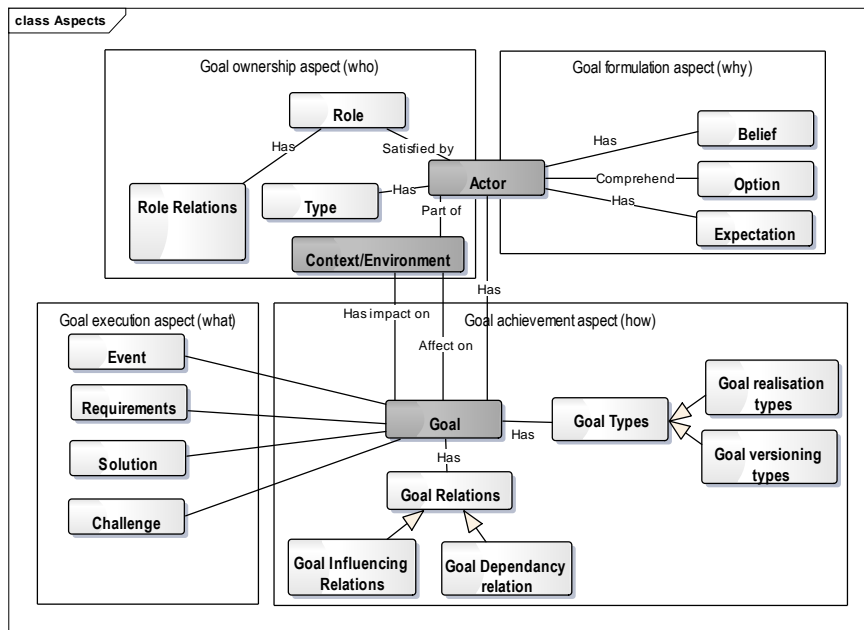 class Aspects
Goal ownership aspect (who)
Goal formulation aspect (why)
Role
Has
Satisfied by
Role Relations
Type
Has
Actor
Part of
Context/Environment
Has
Belief
Comprehend
Option
Has
Expectation
Has impact on
Affect on
Has
Goal execution aspect (what)
Goal achievement aspect (how)
Event
Requirements
Solution
Challenge
Goal
Has
Goal Types
Goal realisation
types
Goal versioning
types
Has
Goal Relations
Goal Influencing
Relations
Goal Dependancy
relation